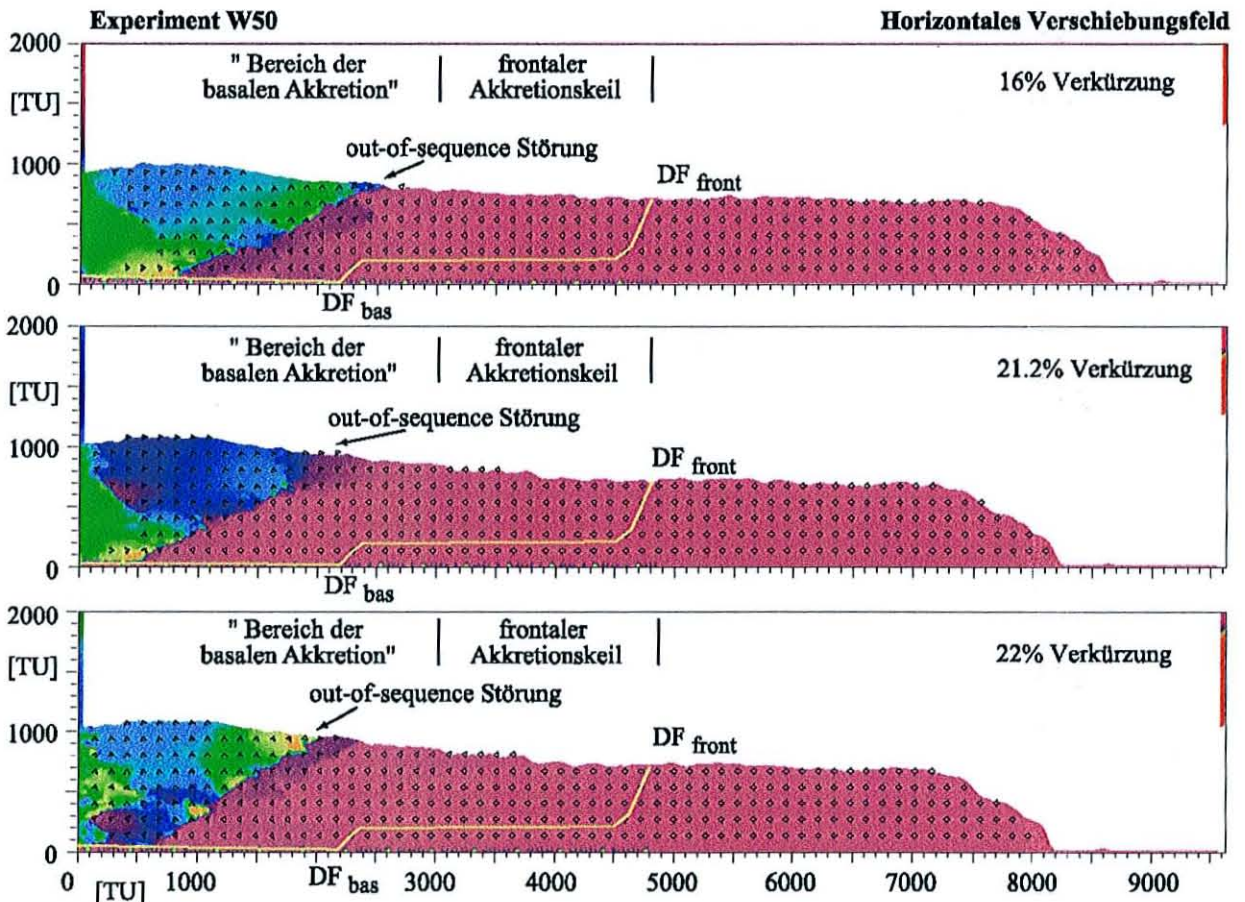 Experiment W50
Horizontales Verschiebungsfeld
2000
" Bereich der
basalen Akkretion"
frontaler
Akkretionskeil
16% Verkürzung
[TU]
out-of-sequence Störung
1000
DF front
0
DF bas
2000
" Bereich der
basalen Akkretion"
frontaler
Akkretionskeil
21.2% Verkürzung
[TU]
out-of-sequence Störung
1000
DF front
0
DF bas
2000
" Bereich der
basalen Akkretion"
frontaler
Akkretionskeil
22% Verkürzung
[TU]
out-of-sequence Störung
1000
DF front
0
0 [TU] 1000 DF bas 3000 4000 5000 6000 7000 8000 9000